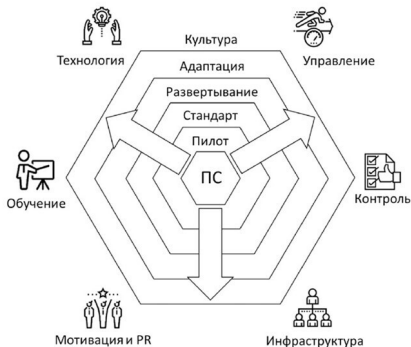 Культура
Технология
Управление
Адаптация
Развертывание
Стандарт
Пилот
ПС
Обучение
Контроль
Мотивация и PR
Инфраструктура